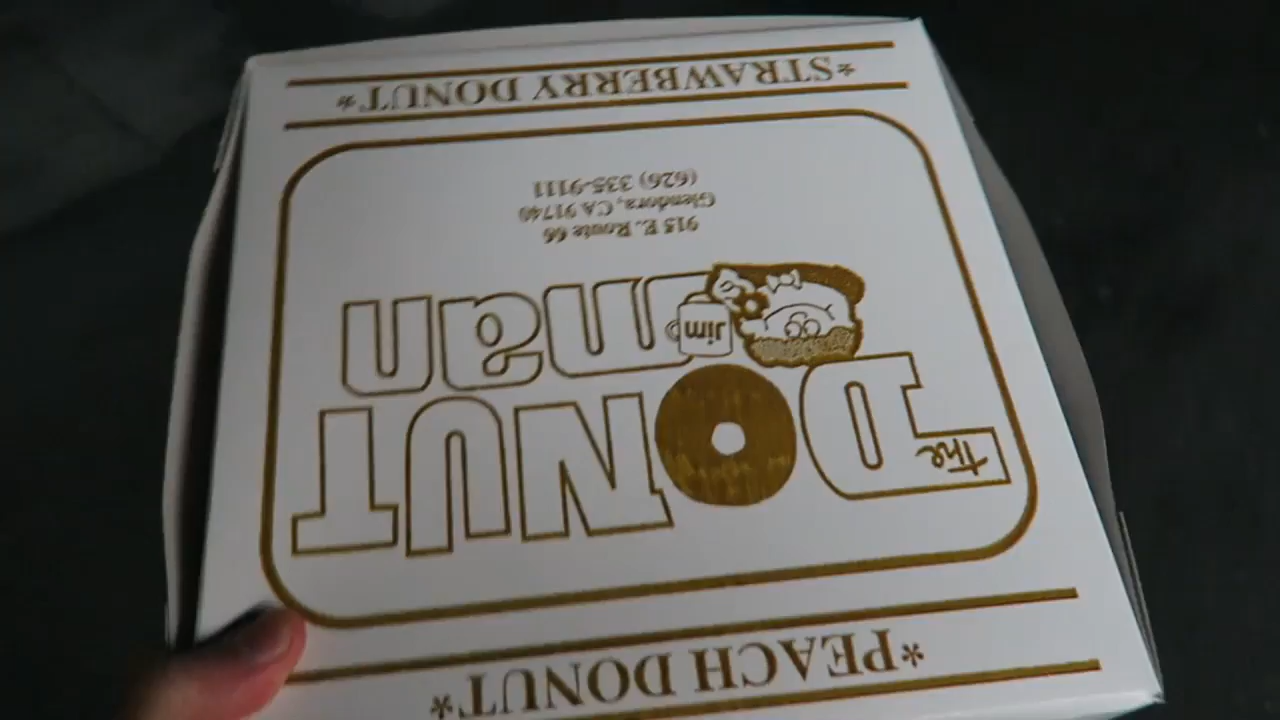 *PEACH DONUT*
the
DONUT
man
Jim
915 E. Route 66
Glendora, CA 91740
(626) 335-9111
*STRAWBERRY DONUT*